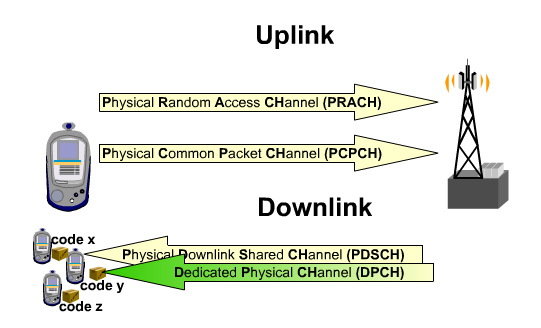 Uplink
Physical Random Access CHannel (PRACH)
Physical Common Packet CHannel (PCPCH)
Downlink
code x
Physical Downlink Shared CHannel (PDSCH)
Dedicated Physical CHannel (DPCH)
code y
code z